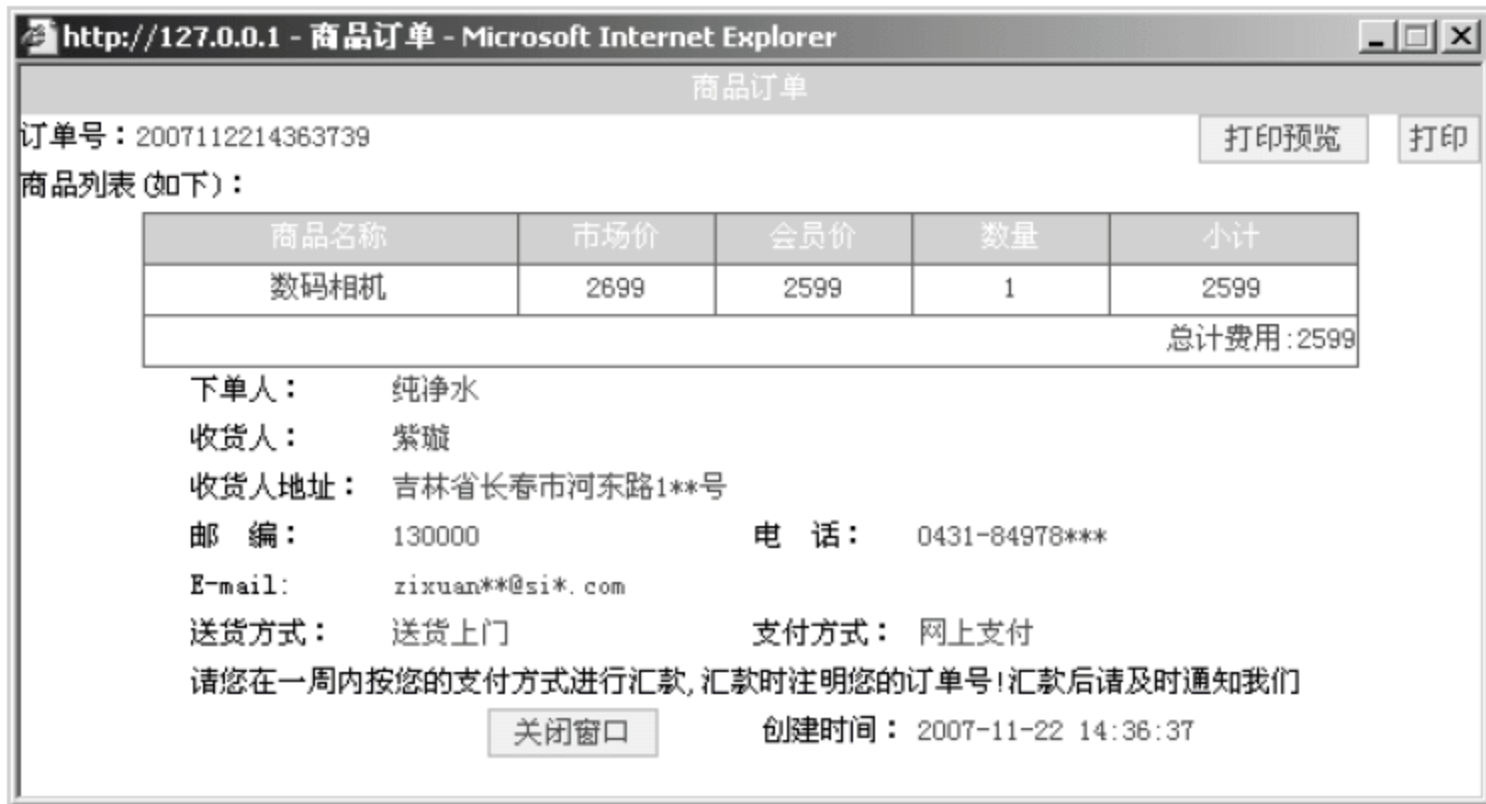 http://127.0.0.1 - 商品订单 - Microsoft Internet Explorer
商品订单
订单号：2007112214363739 打印预览 打印
商品列表(如下)：
商品名称 市场价 会员价 数量 小计
数码相机 2699 2599 1 2599
总计费用:2599
下单人： 纯净水
收货人： 紫璇
收货人地址： 吉林省长春市河东路1**号
邮 编： 130000 电 话： 0431-84978***
E-mail: zixuan**@si*.com
送货方式： 送货上门 支付方式： 网上支付
请您在一周内按您的支付方式进行汇款,汇款时注明您的订单号!汇款后请及时通知我们
关闭窗口 创建时间： 2007-11-22 14:36:37